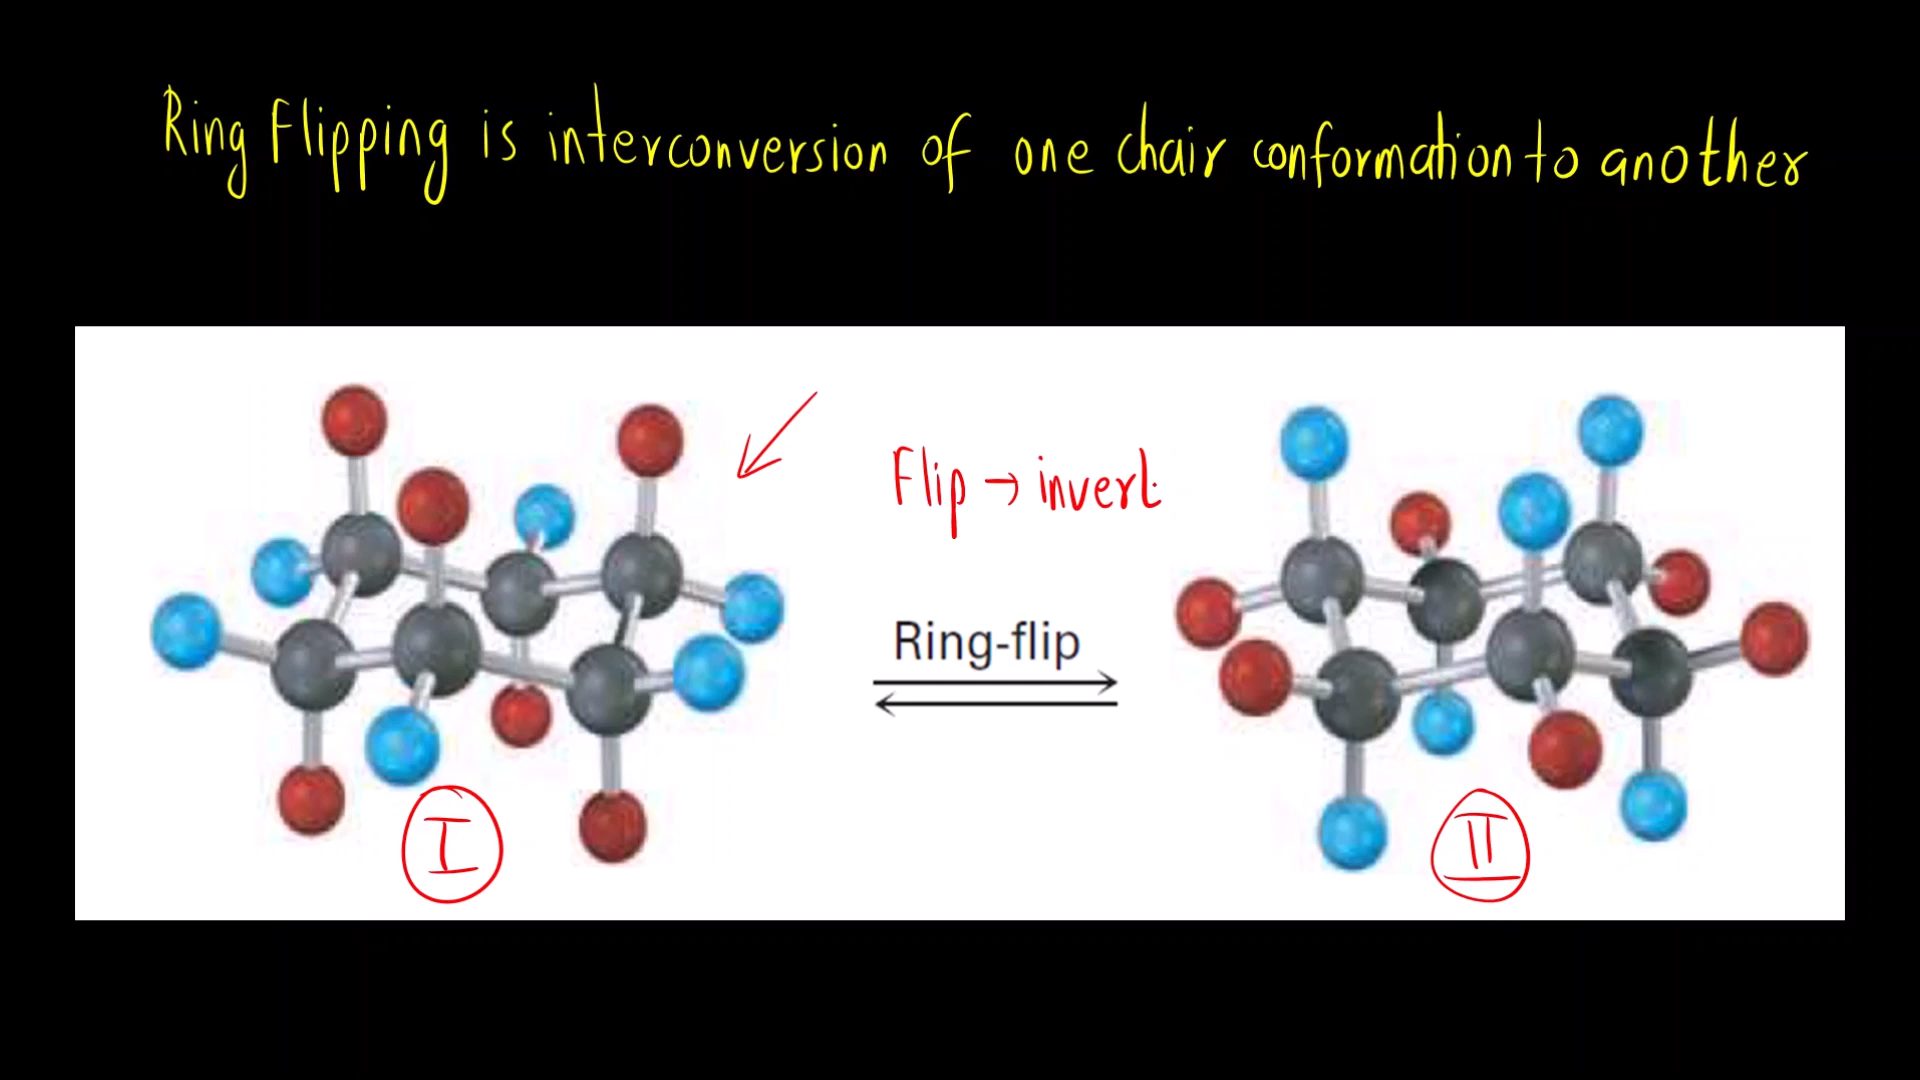 Ring Flipping is interconversion of one chair conformation to another
Flip → invert
Ring-flip
I
II